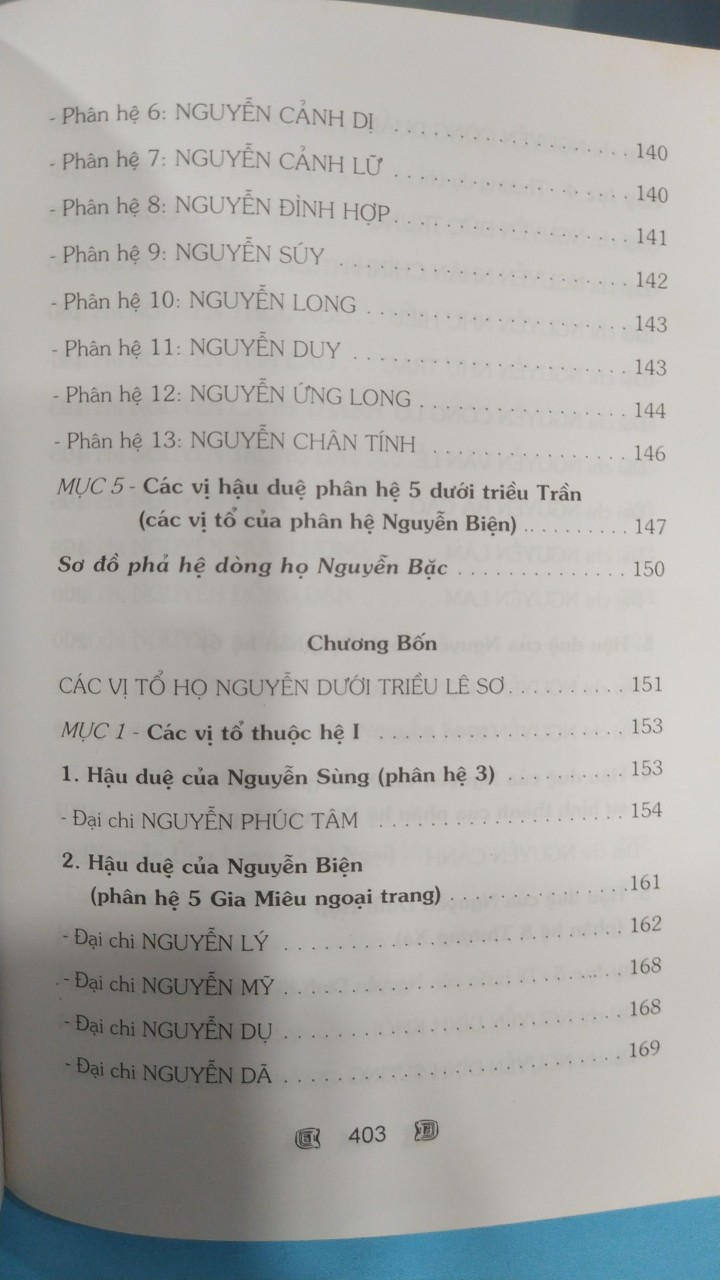 - Phân hệ 6: NGUYỄN CẢNH DỊ ................... 140
- Phân hệ 7: NGUYỄN CẢNH LỮ ................... 140
- Phân hệ 8: NGUYỄN ĐÌNH HỢP................... 141
- Phân hệ 9: NGUYỄN SÚY ................... 142
- Phân hệ 10: NGUYỄN LONG ................... 143
- Phân hệ 11: NGUYỄN DUY ................... 143
- Phân hệ 12: NGUYỄN ỨNG LONG ................... 144
- Phân hệ 13: NGUYỄN CHÂN TÍNH ................... 146
MỤC 5 - Các vị hậu duệ phân hệ 5 dưới triều Trần
(các vị tổ của phân hệ Nguyễn Biện) .......... 147
Sơ đồ phả hệ dòng họ Nguyễn Bặc ............... 150
Chương Bốn
CÁC VỊ TỔ HỌ NGUYỄN DƯỚI TRIỀU LÊ SƠ.......... 151
MỤC 1 - Các vị tổ thuộc hệ I ................... 153
1. Hậu duệ của Nguyễn Sùng (phân hệ 3) .......... 153
- Đại chi NGUYỄN PHÚC TÂM ................... 154
2. Hậu duệ của Nguyễn Biện
(phân hệ 5 Gia Miêu ngoại trang) ............... 161
- Đại chi NGUYỄN LÝ ................... 162
- Đại chi NGUYỄN MỸ ................... 168
- Đại chi NGUYỄN DỤ ................... 168
- Đại chi NGUYỄN DÃ ................... 169
403